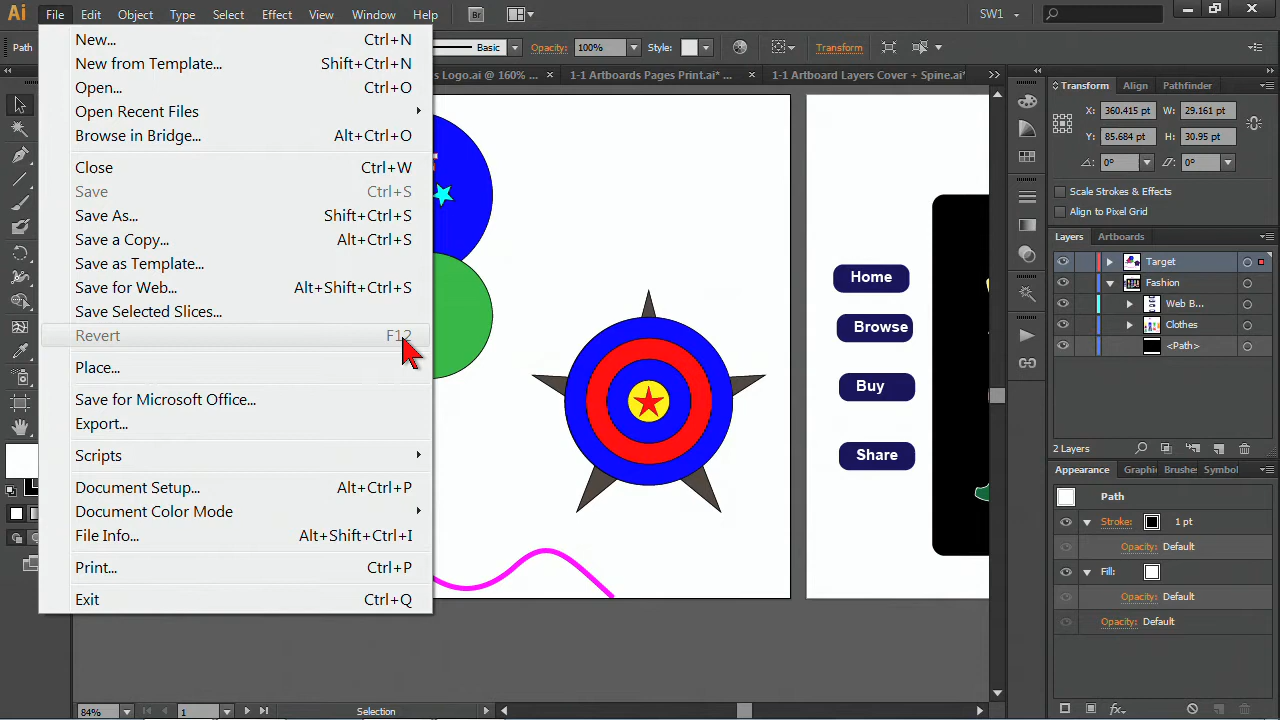 Ai File Edit Object Type Select Effect View Window Help Br SW1
Path Basic Opacity: 100% Style: Transform
s Logo.ai @ 160% ... × 1-1 Artboards Pages Print.ai* ... × 1-1 Artboard Layers Cover + Spine.ai*
New... Ctrl+N
New from Template... Shift+Ctrl+N
Open... Ctrl+O
Open Recent Files
Browse in Bridge... Alt+Ctrl+O
Close Ctrl+W
Save Ctrl+S
Save As... Shift+Ctrl+S
Save a Copy... Alt+Ctrl+S
Save as Template...
Save for Web... Alt+Shift+Ctrl+S
Save Selected Slices...
Revert F12
Place...
Save for Microsoft Office...
Export...
Scripts
Document Setup... Alt+Ctrl+P
Document Color Mode
File Info... Alt+Shift+Ctrl+I
Print... Ctrl+P
Exit Ctrl+Q
Home
Browse
Buy
Share
Transform Align Pathfinder
X: 360.415 pt W: 29.161 pt
Y: 85.684 pt H: 30.95 pt
0° 0°
Scale Strokes & Effects
Align to Pixel Grid
Layers Artboards
Target
Fashion
Web B...
Clothes
<Path>
2 Layers
Appearance Graphi Brushe Symbol
Path
Stroke: 1 pt
Opacity: Default
Fill:
Opacity: Default
Opacity: Default
fx
84% 1 Selection